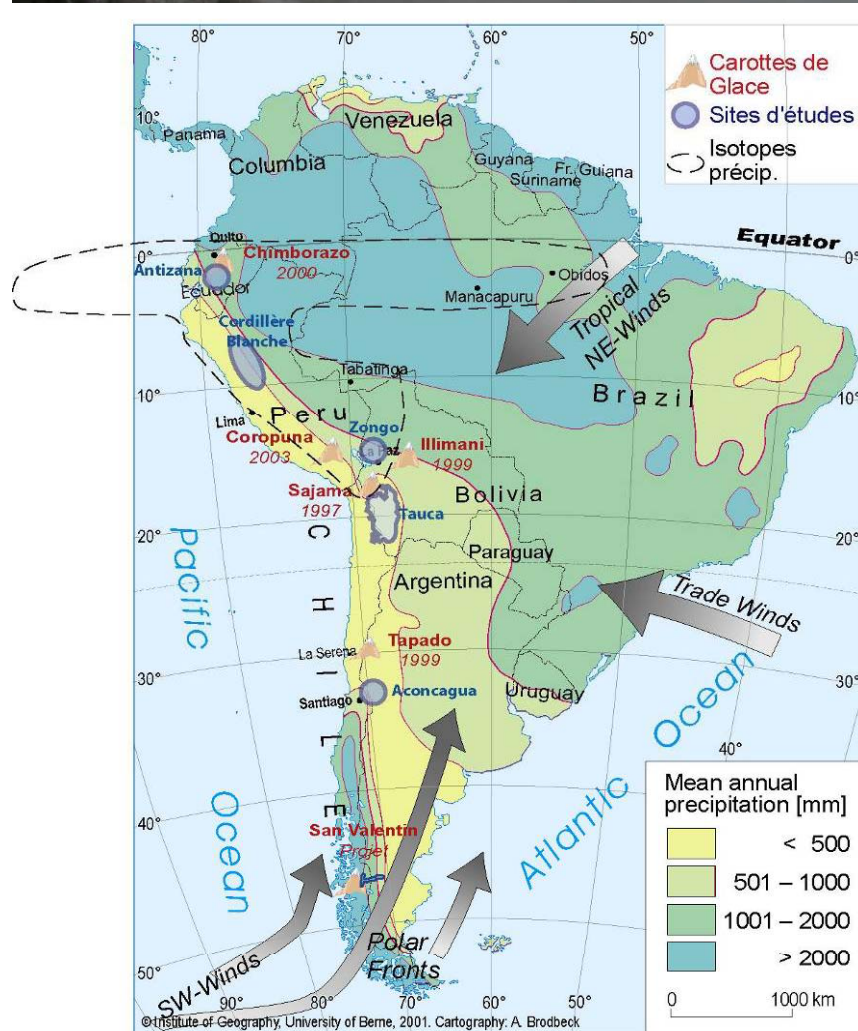 80°
70°
60°
50°
40°
Carottes de
Glace
Sites d'études
Isotopes
précip.
10°
Panama
Venezuela
Columbia
Guyana
Suriname
Fr. Guiana
Equator
0°
0°
Quito
Chimborazo
2000
Antizana
Ecuador
Obidos
Manacapuru
Tropical
NE-Winds
Cordillère
Blanche
Tabatinga
Brazil
10°
10°
Lima
Peru
Zongo
La Paz
Coropuna
2003
Illimani
1999
Sajama
1997
Bolivia
Tauca
20°
20°
Paraguay
Pacific
Argentina
Trade Winds
CHILE
La Serena
Tapado
1999
30°
30°
Santiago
Aconcagua
Uruguay
40°
Ocean
Atlantic Ocean
Mean annual
precipitation [mm]
< 500
501 – 1000
1001 – 2000
> 2000
0 1000 km
40°
San Valentin
Projet
Polar
Fronts
SW-Winds
50°
90°
80°
70°
60°
50°
© Institute of Geography, University of Berne, 2001. Cartography: A. Brodbeck